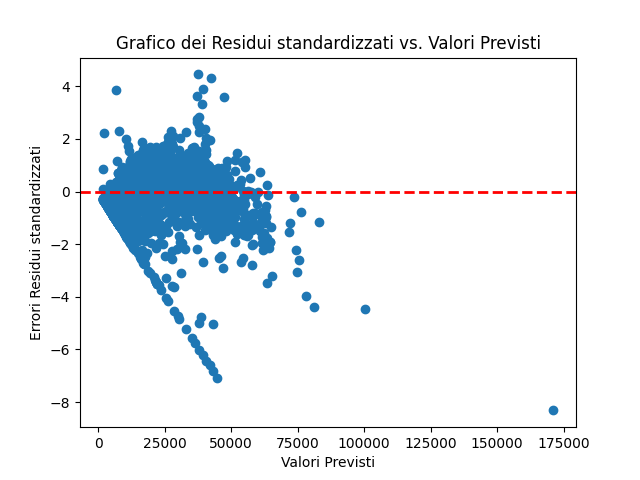 Grafico dei Residui standardizzati vs. Valori Previsti
Errori Residui standardizzati
4
2
0
−2
−4
−6
−8
0 25000 50000 75000 100000 125000 150000 175000
Valori Previsti